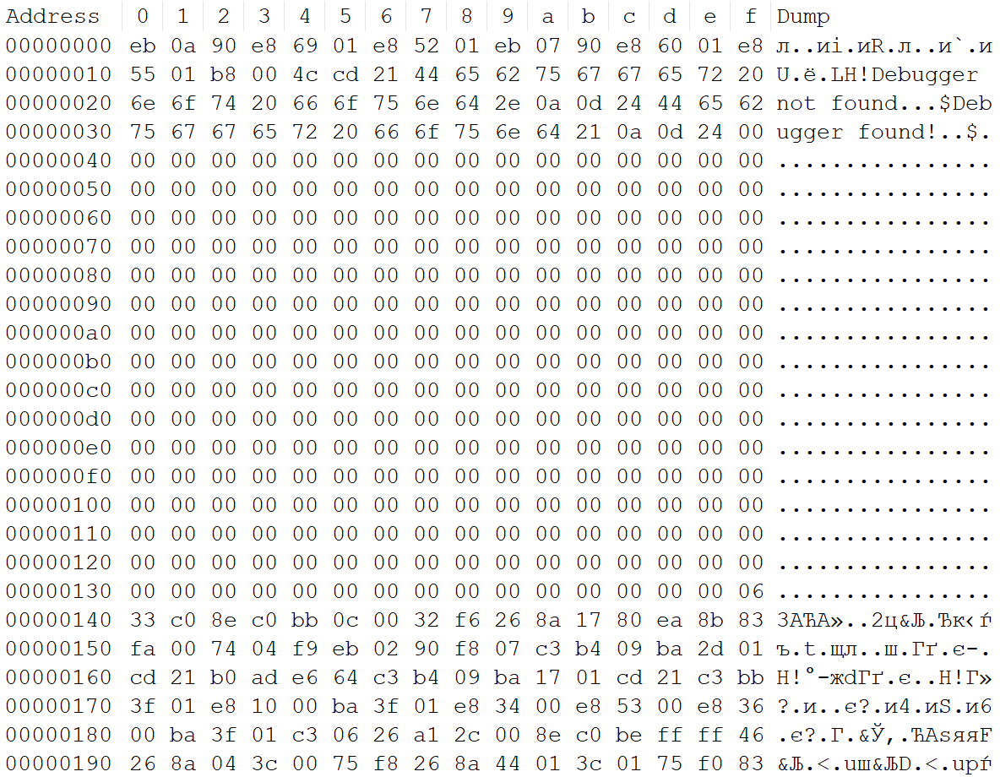 Address 0 1 2 3 4 5 6 7 8 9 a b c d e f Dump
00000000 eb 0a 90 e8 69 01 e8 52 01 eb 07 90 e8 60 01 e8 л..иi.иR.л..и`.и
00000010 55 01 b8 00 4c cd 21 44 65 62 75 67 67 65 72 20 U.ё.LН!Debugger
00000020 6e 6f 74 20 66 6f 75 6e 64 2e 0a 0d 24 44 65 62 not found...$Deb
00000030 75 67 67 65 72 20 66 6f 75 6e 64 21 0a 0d 24 00 ugger found!..$.
00000040 00 00 00 00 00 00 00 00 00 00 00 00 00 00 00 00 ................
00000050 00 00 00 00 00 00 00 00 00 00 00 00 00 00 00 00 ................
00000060 00 00 00 00 00 00 00 00 00 00 00 00 00 00 00 00 ................
00000070 00 00 00 00 00 00 00 00 00 00 00 00 00 00 00 00 ................
00000080 00 00 00 00 00 00 00 00 00 00 00 00 00 00 00 00 ................
00000090 00 00 00 00 00 00 00 00 00 00 00 00 00 00 00 00 ................
000000a0 00 00 00 00 00 00 00 00 00 00 00 00 00 00 00 00 ................
000000b0 00 00 00 00 00 00 00 00 00 00 00 00 00 00 00 00 ................
000000c0 00 00 00 00 00 00 00 00 00 00 00 00 00 00 00 00 ................
000000d0 00 00 00 00 00 00 00 00 00 00 00 00 00 00 00 00 ................
000000e0 00 00 00 00 00 00 00 00 00 00 00 00 00 00 00 00 ................
000000f0 00 00 00 00 00 00 00 00 00 00 00 00 00 00 00 00 ................
00000100 00 00 00 00 00 00 00 00 00 00 00 00 00 00 00 00 ................
00000110 00 00 00 00 00 00 00 00 00 00 00 00 00 00 00 00 ................
00000120 00 00 00 00 00 00 00 00 00 00 00 00 00 00 00 00 ................
00000130 00 00 00 00 00 00 00 00 00 00 00 00 00 00 00 06 ................
00000140 33 c0 8e c0 bb 0c 00 32 f6 26 8a 17 80 ea 8b 83 3АЋА»..2ц&Љ.Ђк‹ѓ
00000150 fa 00 74 04 f9 eb 02 90 f8 07 c3 b4 09 ba 2d 01 ъ.t.щл..ш.Гґ.є-.
00000160 cd 21 b0 ad e6 64 c3 b4 09 ba 17 01 cd 21 c3 bb Н!°-жdГґ.є..Н!Г»
00000170 3f 01 e8 10 00 ba 3f 01 e8 34 00 e8 53 00 e8 36 ?.и..є?.и4.иS.и6
00000180 00 ba 3f 01 c3 06 26 a1 2c 00 8e c0 be ff ff 46 .є?.Г.&Ў,.ЋАѕяяF
00000190 26 8a 04 3c 00 75 f8 26 8a 44 01 3c 01 75 f0 83 &Љ.<.uш&ЉD.<.uрѓ